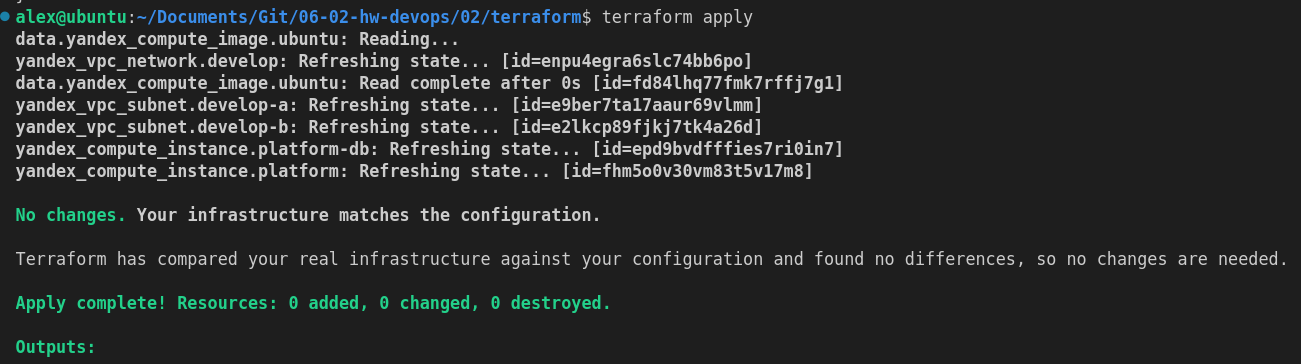 alex@ubuntu:~/Documents/Git/06-02-hw-devops/02/terraform$ terraform apply
data.yandex_compute_image.ubuntu: Reading...
yandex_vpc_network.develop: Refreshing state... [id=enpu4egra6slc74bb6po]
data.yandex_compute_image.ubuntu: Read complete after 0s [id=fd84lhq77fmk7rffj7g1]
yandex_vpc_subnet.develop-a: Refreshing state... [id=e9ber7ta17aaur69vlmm]
yandex_vpc_subnet.develop-b: Refreshing state... [id=e2lkcp89fjkj7tk4a26d]
yandex_compute_instance.platform-db: Refreshing state... [id=epd9bvdfffies7ri0in7]
yandex_compute_instance.platform: Refreshing state... [id=fhm5o0v30vm83t5v17m8]
No changes. Your infrastructure matches the configuration.
Terraform has compared your real infrastructure against your configuration and found no differences, so no changes are needed.
Apply complete! Resources: 0 added, 0 changed, 0 destroyed.
Outputs: